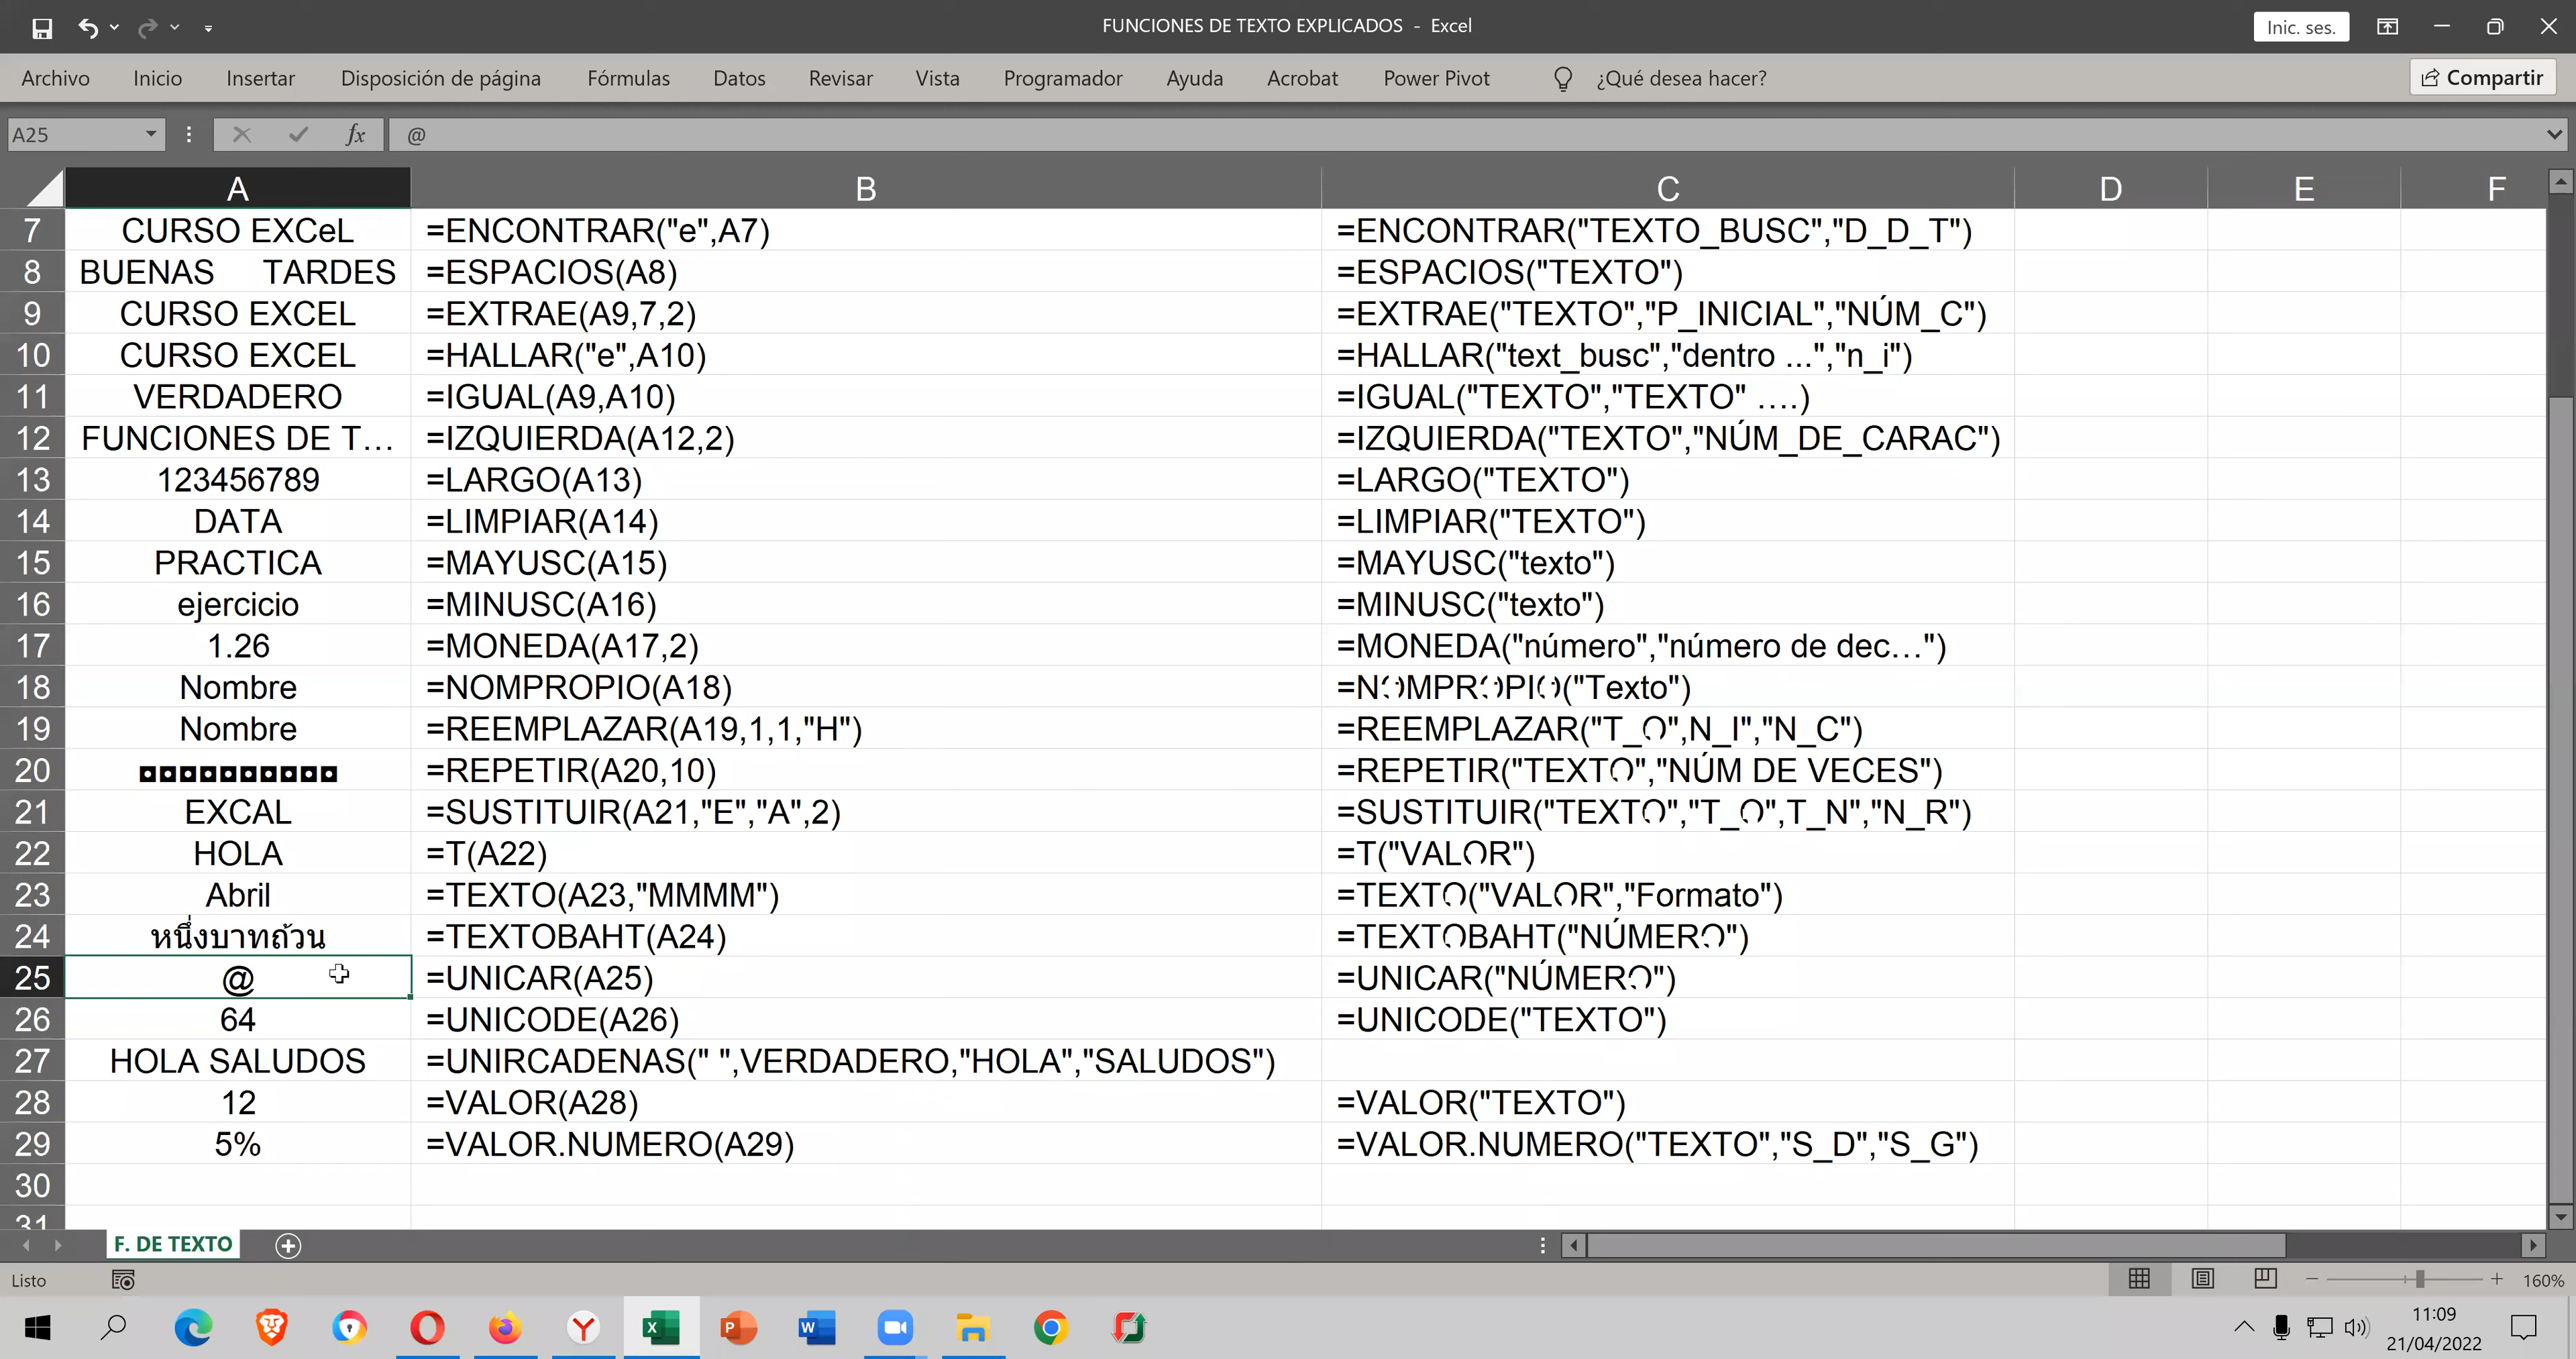 FUNCIONES DE TEXTO EXPLICADOS - Excel
Inic. ses.
Archivo Inicio Insertar Disposición de página Fórmulas Datos Revisar Vista Programador Ayuda Acrobat Power Pivot ¿Qué desea hacer? Compartir
A25 fx @
A B C D E F
7 CURSO EXCeL =ENCONTRAR("e",A7) =ENCONTRAR("TEXTO_BUSC","D_D_T")
8 BUENAS TARDES =ESPACIOS(A8) =ESPACIOS("TEXTO")
9 CURSO EXCEL =EXTRAE(A9,7,2) =EXTRAE("TEXTO","P_INICIAL","NÚM_C")
10 CURSO EXCEL =HALLAR("e",A10) =HALLAR("text_busc","dentro ...","n_i")
11 VERDADERO =IGUAL(A9,A10) =IGUAL("TEXTO","TEXTO" ….)
12 FUNCIONES DE T… =IZQUIERDA(A12,2) =IZQUIERDA("TEXTO","NÚM_DE_CARAC")
13 123456789 =LARGO(A13) =LARGO("TEXTO")
14 DATA =LIMPIAR(A14) =LIMPIAR("TEXTO")
15 PRACTICA =MAYUSC(A15) =MAYUSC("texto")
16 ejercicio =MINUSC(A16) =MINUSC("texto")
17 1.26 =MONEDA(A17,2) =MONEDA("número","número de dec…")
18 Nombre =NOMPROPIO(A18) =NOMPROPIO("Texto")
19 Nombre =REEMPLAZAR(A19,1,1,"H") =REEMPLAZAR("T_O",N_I","N_C")
20 ◘◘◘◘◘◘◘◘◘◘ =REPETIR(A20,10) =REPETIR("TEXTO","NÚM DE VECES")
21 EXCAL =SUSTITUIR(A21,"E","A",2) =SUSTITUIR("TEXTO","T_O",T_N","N_R")
22 HOLA =T(A22) =T("VALOR")
23 Abril =TEXTO(A23,"MMMM") =TEXTO("VALOR","Formato")
24 หนึ่งบาทถ้วน =TEXTOBAHT(A24) =TEXTOBAHT("NÚMERO")
25 @ =UNICAR(A25) =UNICAR("NÚMERO")
26 64 =UNICODE(A26) =UNICODE("TEXTO")
27 HOLA SALUDOS =UNIRCADENAS(" ",VERDADERO,"HOLA","SALUDOS")
28 12 =VALOR(A28) =VALOR("TEXTO")
29 5% =VALOR.NUMERO(A29) =VALOR.NUMERO("TEXTO","S_D","S_G")
30
31
F. DE TEXTO
Listo 160%
11:09
21/04/2022